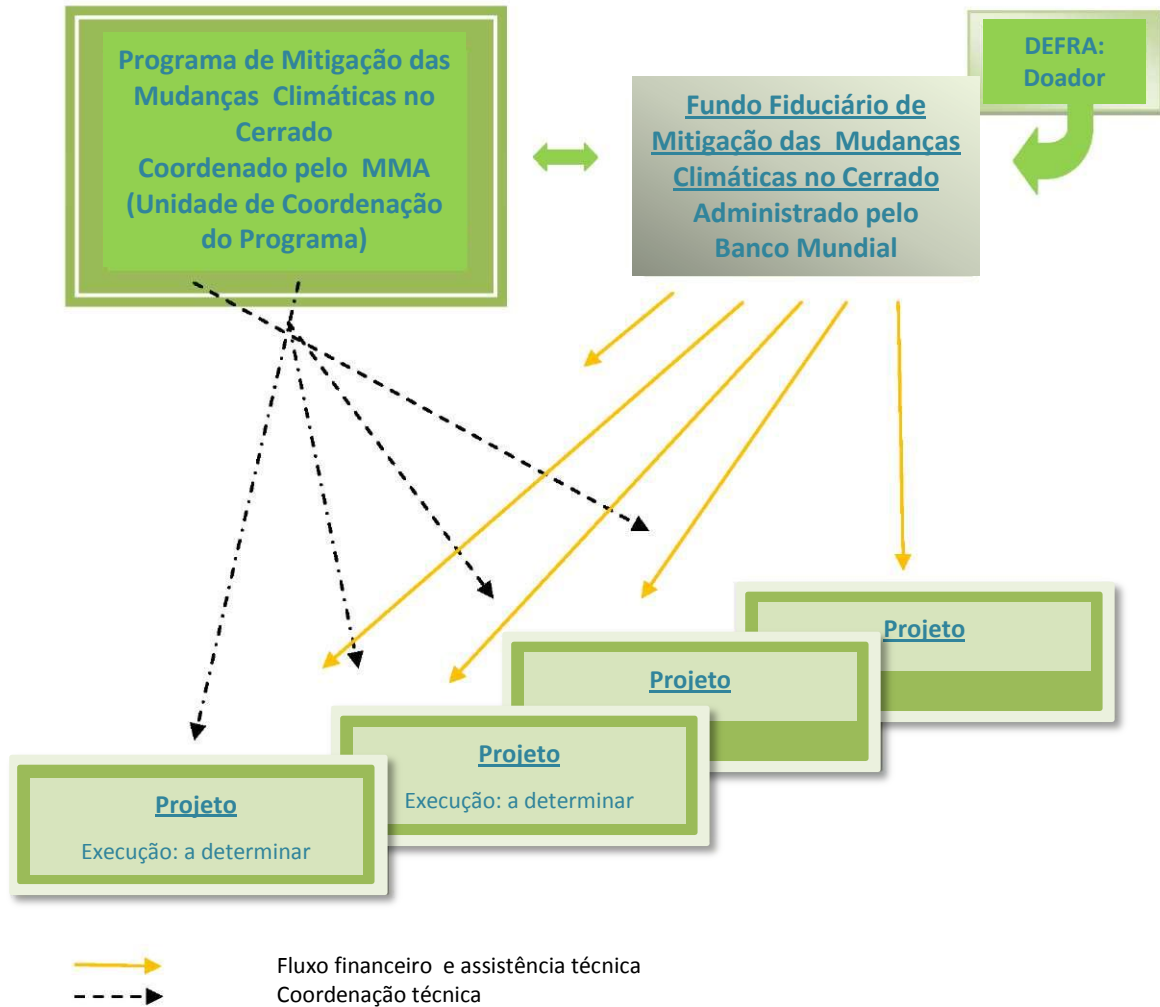 Programa de Mitigação das
Mudanças Climáticas no
Cerrado
Coordenado pelo MMA
(Unidade de Coordenação
do Programa)
Fundo Fiduciário de
Mitigação das Mudanças
Climáticas no Cerrado
Administrado pelo
Banco Mundial
DEFRA:
Doador
Projeto
Projeto
Projeto
Execução: a determinar
Projeto
Execução: a determinar
Fluxo financeiro e assistência técnica
Coordenação técnica